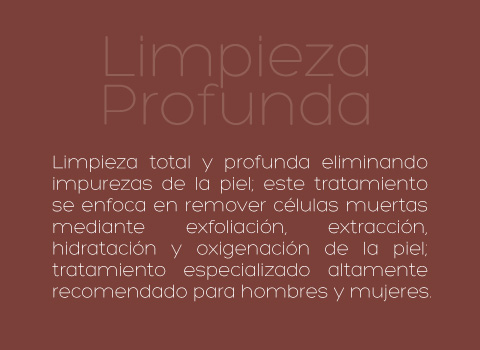 Limpieza
Profunda
Limpieza total y profunda eliminando
impurezas de la piel; este tratamiento
se enfoca en remover células muertas
mediante exfoliación, extracción,
hidratación y oxigenación de la piel;
tratamiento especializado altamente
recomendado para hombres y mujeres.